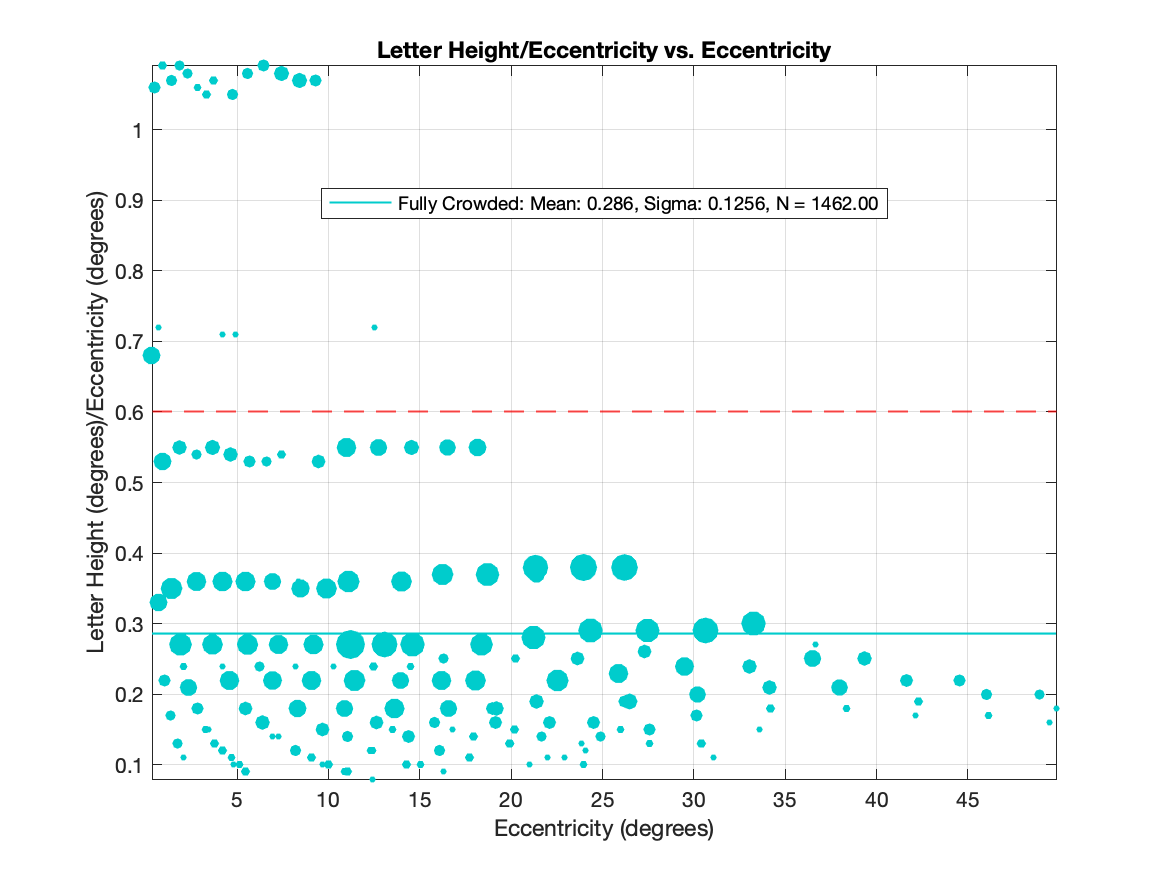 Letter Height/Eccentricity vs. Eccentricity
Fully Crowded: Mean: 0.286, Sigma: 0.1256, N = 1462.00
Letter Height (degrees)/Eccentricity (degrees)
1
0.9
0.8
0.7
0.6
0.5
0.4
0.3
0.2
0.1
5 10 15 20 25 30 35 40 45
Eccentricity (degrees)